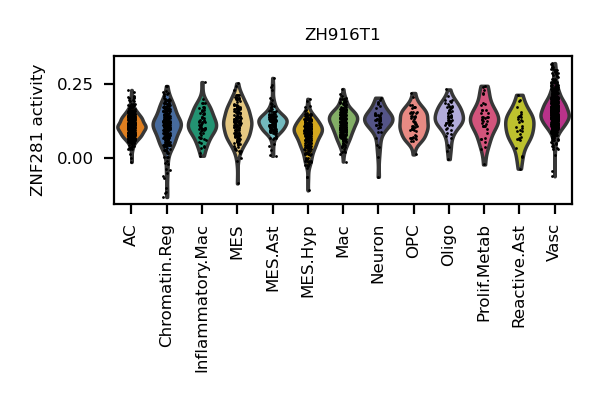 ZH916T1
ZNF281 activity
0.25
0.00
AC
Chromatin.Reg
Inflammatory.Mac
MES
MES.Ast
MES.Hyp
Mac
Neuron
OPC
Oligo
Prolif.Metab
Reactive.Ast
Vasc